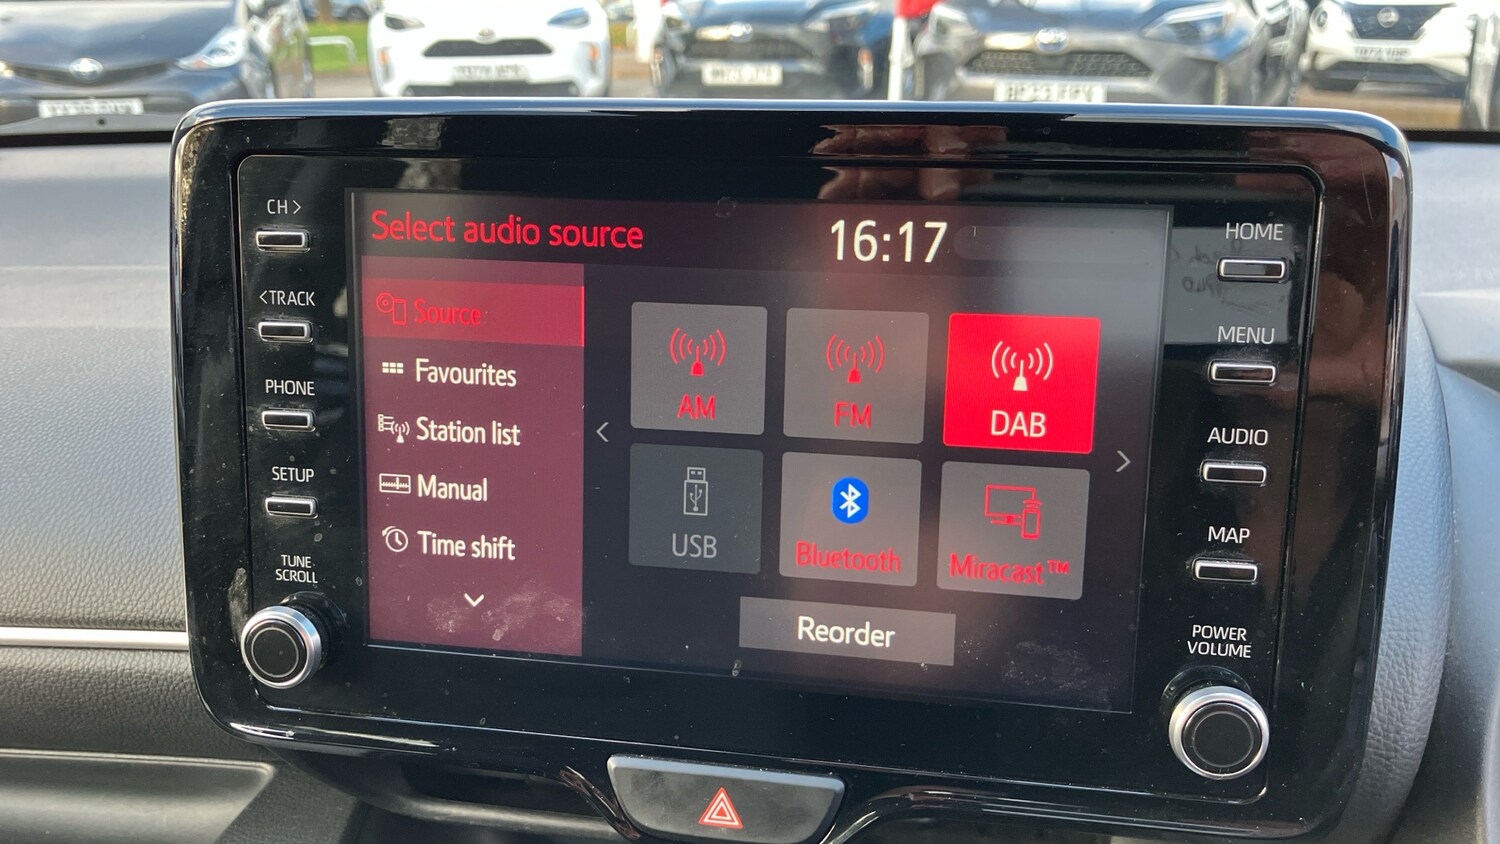 CH >
< TRACK
PHONE
SETUP
TUNE
SCROLL
Select audio source
16:17
Source
Favourites
Station list
Manual
Time shift
AM
FM
DAB
USB
Bluetooth
Miracast™
Reorder
HOME
MENU
AUDIO
MAP
POWER
VOLUME